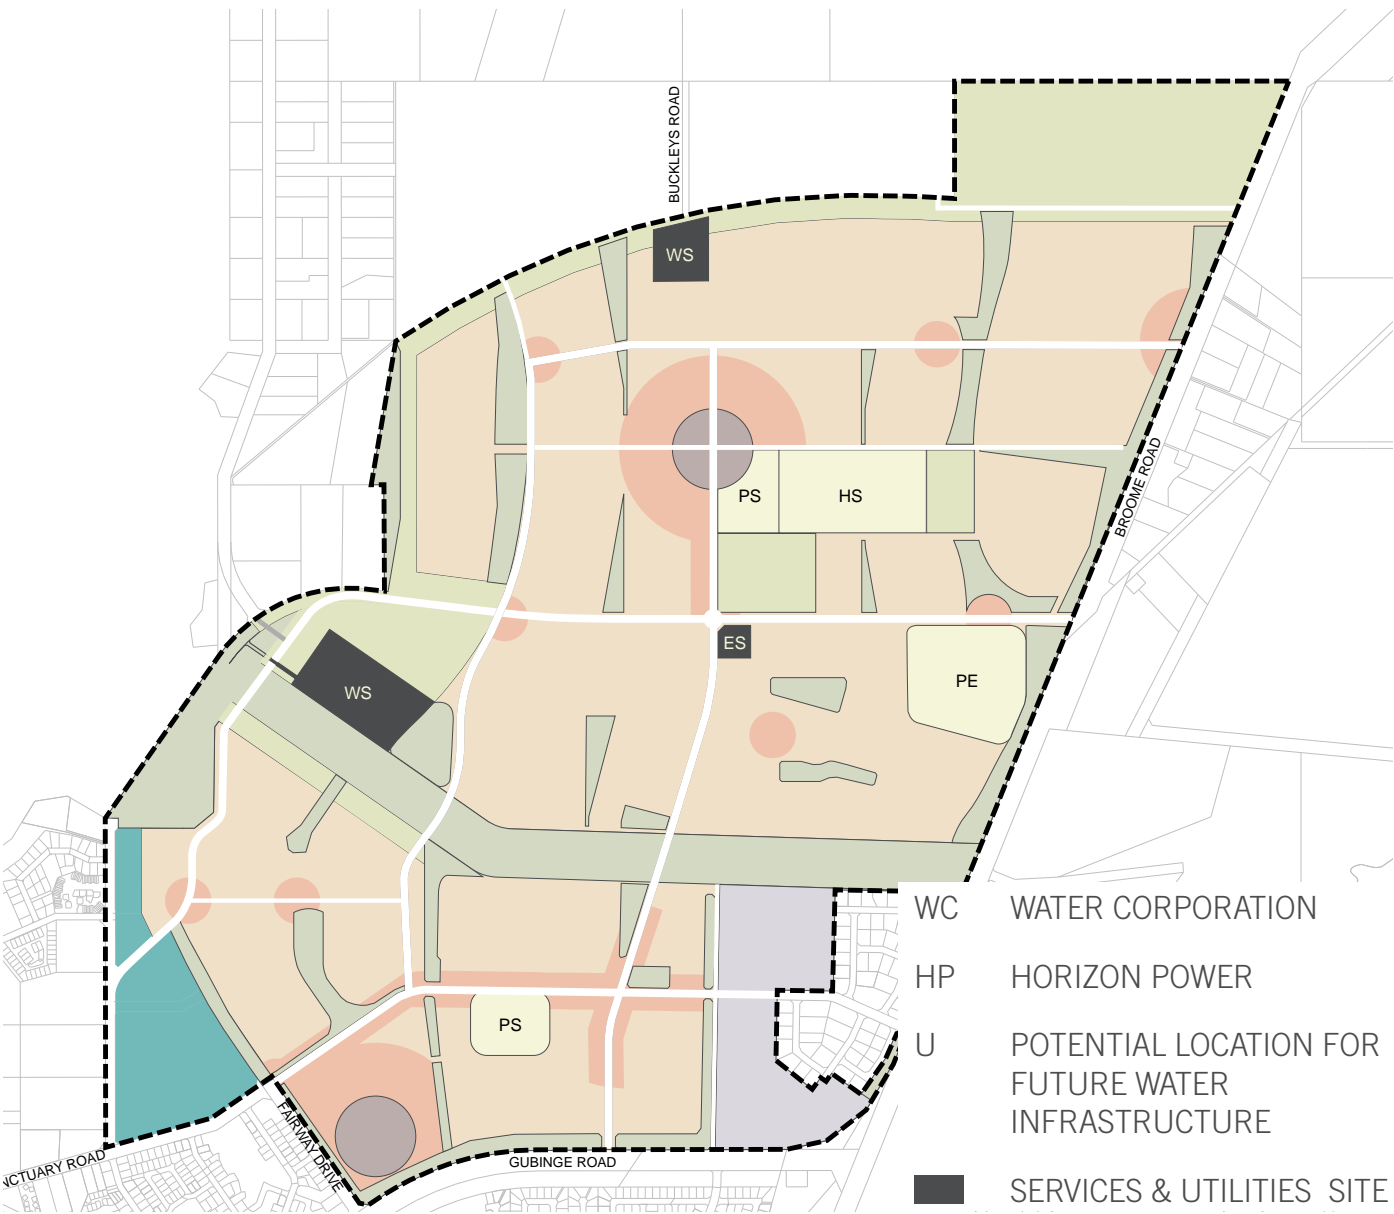 BUCKLEYS ROAD
WS
PS
HS
BROOME ROAD
ES
PE
WS
PS
WC WATER CORPORATION
HP HORIZON POWER
U POTENTIAL LOCATION FOR
FUTURE WATER
INFRASTRUCTURE
SERVICES & UTILITIES SITE
FAIRWAY DRIVE
NCTUARY ROAD
GUBINGE ROAD